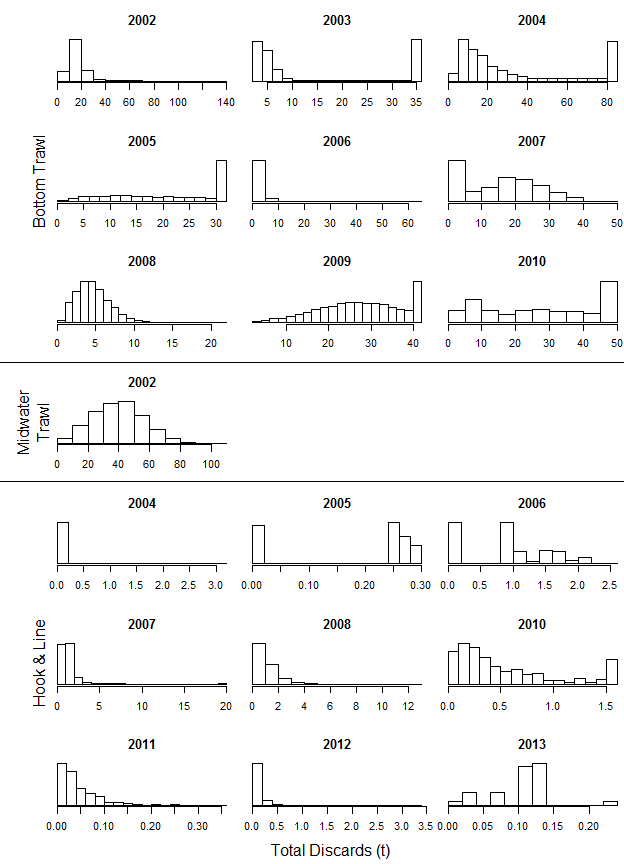 2002 2003 2004
0 20 40 60 80 100 140 5 10 15 20 25 30 35 0 20 40 60 80
Bottom Trawl
2005 2006 2007
0 5 10 15 20 25 30 0 10 20 30 40 50 60 0 10 20 30 40 50
2008 2009 2010
0 5 10 15 20 10 20 30 40 0 10 20 30 40 50
Midwater
Trawl
2002
0 20 40 60 80 100
2004 2005 2006
0.0 0.5 1.0 1.5 2.0 2.5 3.0 0.00 0.10 0.20 0.30 0.0 0.5 1.0 1.5 2.0 2.5
Hook & Line
2007 2008 2010
0 5 10 15 20 0 2 4 6 8 10 12 0.0 0.5 1.0 1.5
2011 2012 2013
0.00 0.10 0.20 0.30 0.0 0.5 1.0 1.5 2.0 2.5 3.0 3.5 0.00 0.05 0.10 0.15 0.20
Total Discards (t)